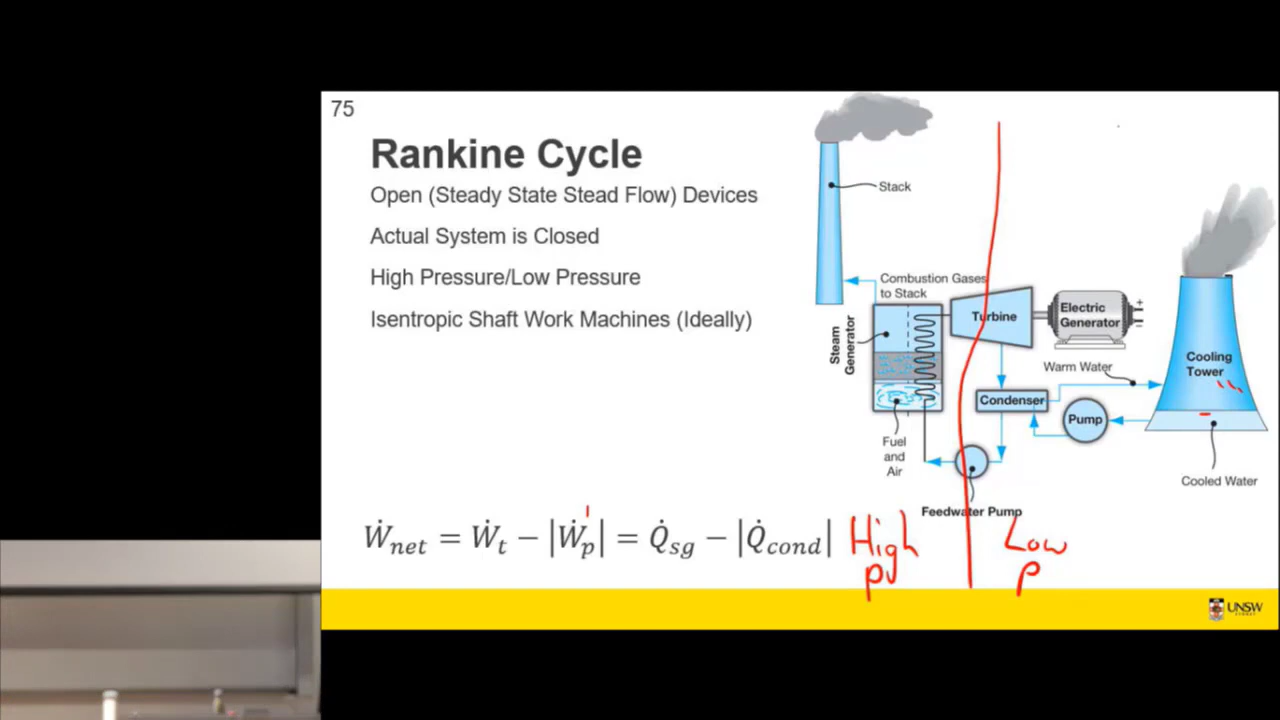 75
Rankine Cycle
Open (Steady State Stead Flow) Devices
Actual System is Closed
High Pressure/Low Pressure
Isentropic Shaft Work Machines (Ideally)
Stack
Combustion Gases
to Stack
Steam
Generator
Turbine
Electric
Generator
+
-
Warm Water
Cooling
Tower
Condenser
Pump
Fuel
and
Air
Cooled Water
Feedwater Pump
Ẇnet = Ẇt − |Ẇp| = Q̇sg − |Q̇cond|
High
p
Low
p
UNSW
SYDNEY